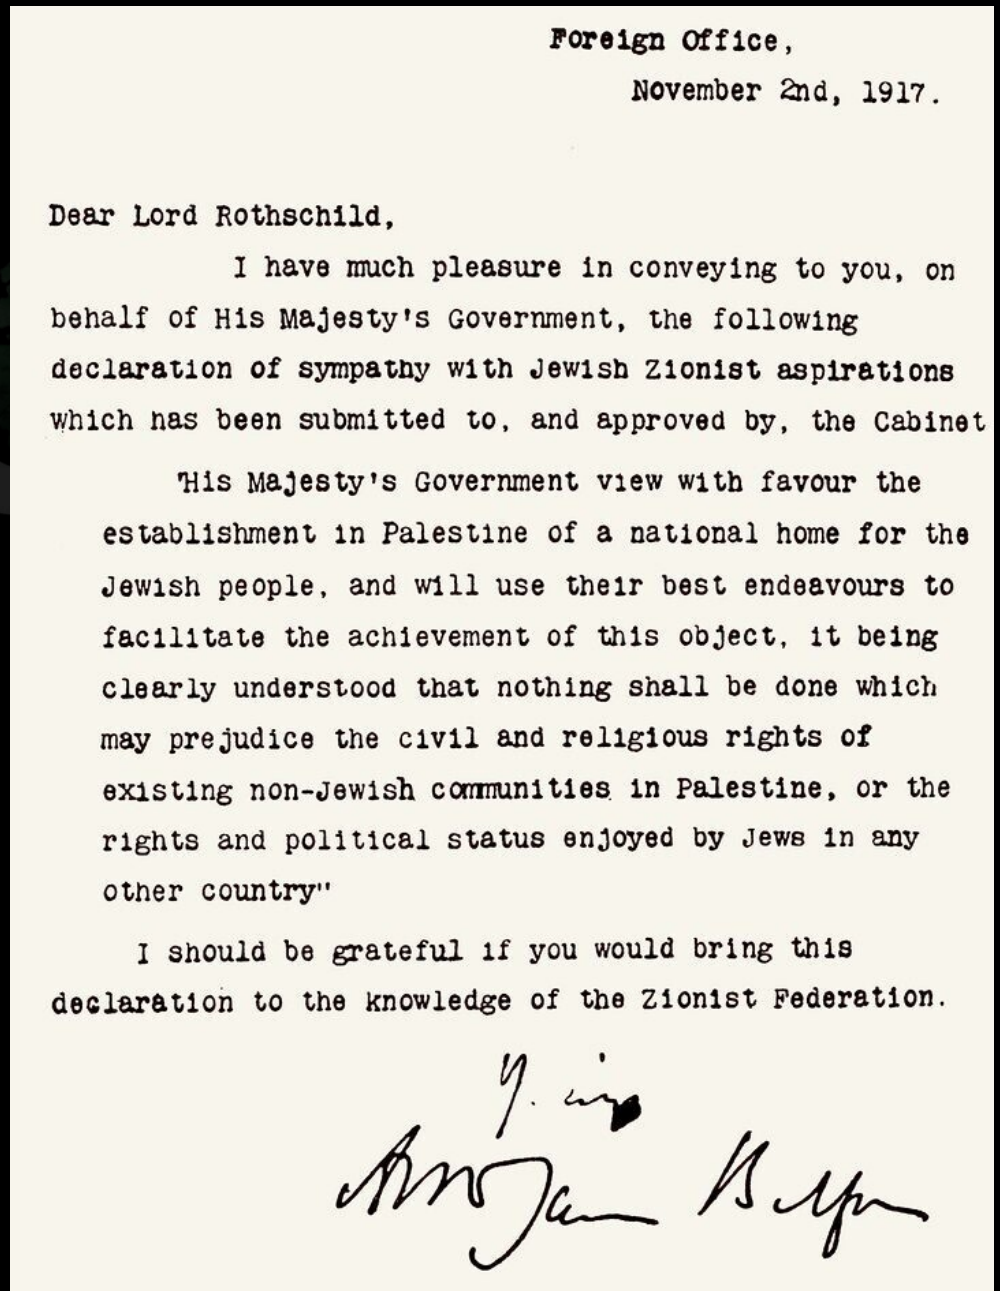 Foreign Office,
November 2nd, 1917.
Dear Lord Rothschild,
I have much pleasure in conveying to you, on
behalf of His Majesty's Government, the following
declaration of sympathy with Jewish Zionist aspirations
which has been submitted to, and approved by, the Cabinet
"His Majesty's Government view with favour the
establishment in Palestine of a national home for the
Jewish people, and will use their best endeavours to
facilitate the achievement of this object, it being
clearly understood that nothing shall be done which
may prejudice the civil and religious rights of
existing non-Jewish communities in Palestine, or the
rights and political status enjoyed by Jews in any
other country"
I should be grateful if you would bring this
declaration to the knowledge of the Zionist Federation.
Arthur James Balfour